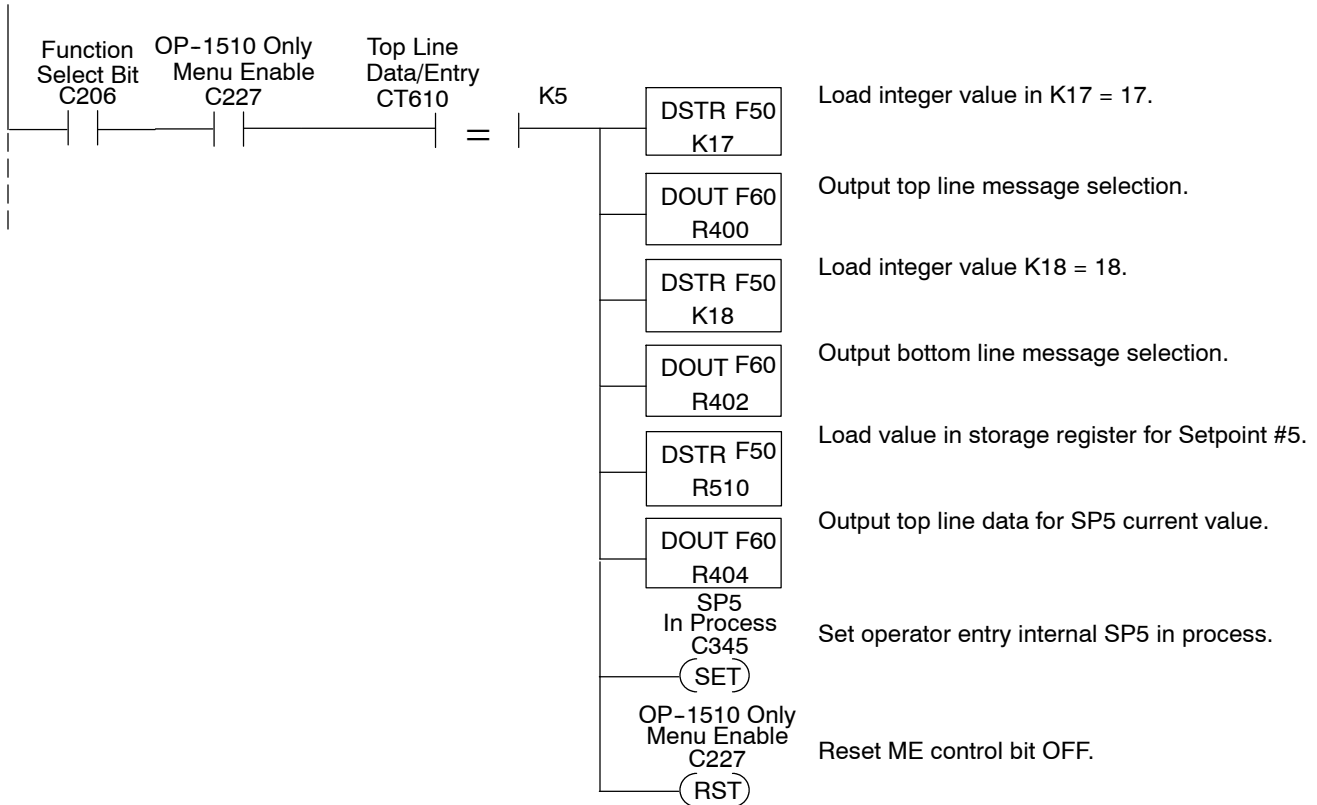 Function
Select Bit
C206
OP-1510 Only
Menu Enable
C227
Top Line
Data/Entry
CT610
=
K5
DSTR F50
K17
Load integer value in K17 = 17.
DOUT F60
R400
Output top line message selection.
DSTR F50
K18
Load integer value K18 = 18.
DOUT F60
R402
Output bottom line message selection.
DSTR F50
R510
Load value in storage register for Setpoint #5.
DOUT F60
R404
Output top line data for SP5 current value.
SP5
In Process
C345
SET
Set operator entry internal SP5 in process.
OP-1510 Only
Menu Enable
C227
RST
Reset ME control bit OFF.